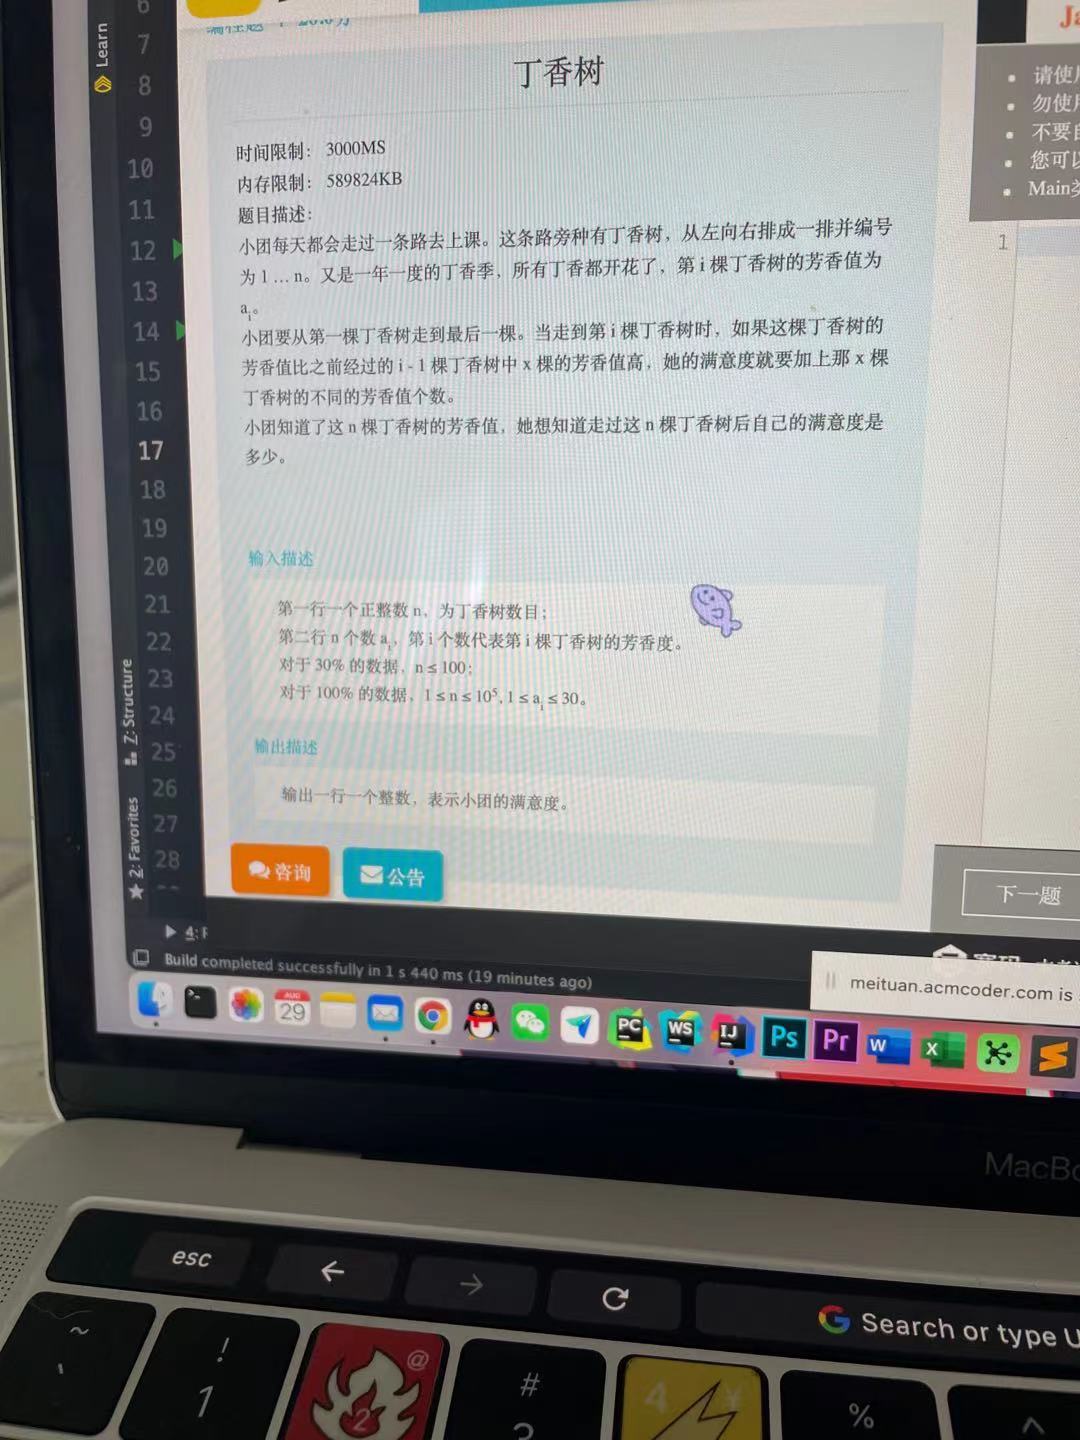 6
7
8
9
10
11
12
13
14
15
16
17
18
19
20
21
22
23
24
25
26
27
28
Learn
Z: Structure
2: Favorites
丁香树
时间限制： 3000MS
内存限制： 589824KB
题目描述：
小团每天都会走过一条路去上课。这条路旁种有丁香树，从左向右排成一排并编号
为 1 ... n。又是一年一度的丁香季，所有丁香都开花了，第 i 棵丁香树的芳香值为
ai。
小团要从第一棵丁香树走到最后一棵。当走到第 i 棵丁香树时，如果这棵丁香树的
芳香值比之前经过的 i - 1 棵丁香树中 x 棵的芳香值高，她的满意度就要加上那 x 棵
丁香树的不同的芳香值个数。
小团知道了这 n 棵丁香树的芳香值，她想知道走过这 n 棵丁香树后自己的满意度是
多少。
输入描述
第一行一个正整数 n，为丁香树数目；
第二行 n 个数 ai，第 i 个数代表第 i 棵丁香树的芳香度。
对于 30% 的数据，n ≤ 100；
对于 100% 的数据，1 ≤ n ≤ 10⁵, 1 ≤ ai ≤ 30。
输出描述
输出一行一个整数，表示小团的满意度。
咨询
公告
Ja
请使用
勿使用
不要
您可以
Main类
1
下一题
4:
Build completed successfully in 1 s 440 ms (19 minutes ago)
meituan.acmcoder.com is
AUG
29
PC
WS
IJ
Ps
Pr
W
X
MacBo
esc
Search or type U
~
!
1
@
2
#
3
4
¥
%
^